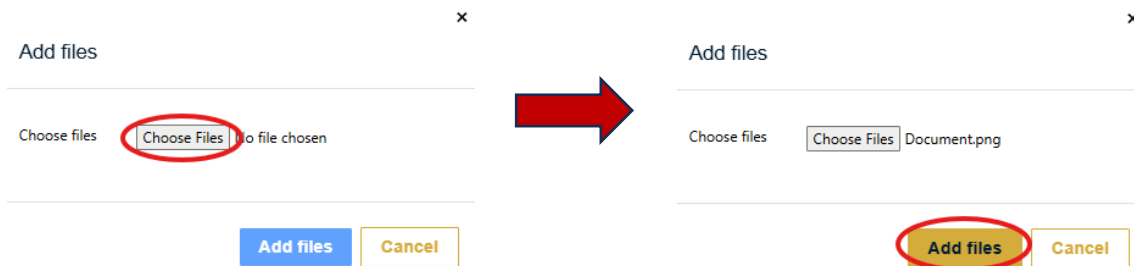 ×
Add files
Choose files Choose Files No file chosen
Add files Cancel
×
Add files
Choose files Choose Files Document.png
Add files Cancel